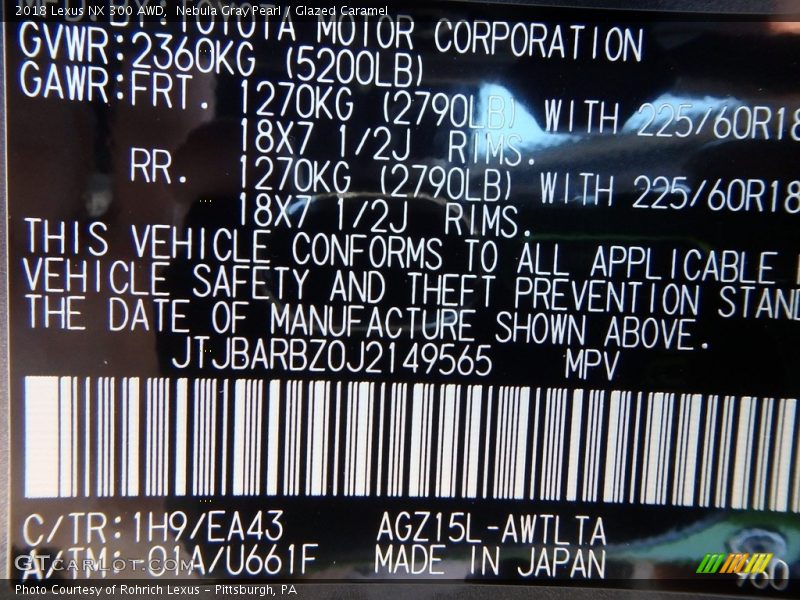 2018 Lexus NX 300 AWD, Nebula Gray Pearl / Glazed Caramel
BY:TOYOTA MOTOR CORPORATION
GVWR:2360KG (5200LB)
GAWR:FRT. 1270KG (2790LB) WITH 225/60R18
18X7 1/2J RIMS.
RR. 1270KG (2790LB) WITH 225/60R18
18X7 1/2J RIMS.
THIS VEHICLE CONFORMS TO ALL APPLICABLE
VEHICLE SAFETY AND THEFT PREVENTION STAND
THE DATE OF MANUFACTURE SHOWN ABOVE.
JTJBARBZ0J2149565 MPV
C/TR:1H9/EA43 AGZ15L-AWTLTA
A/TM:-01A/U661F MADE IN JAPAN
GTCarlot.com
Photo Courtesy of Rohrich Lexus - Pittsburgh, PA